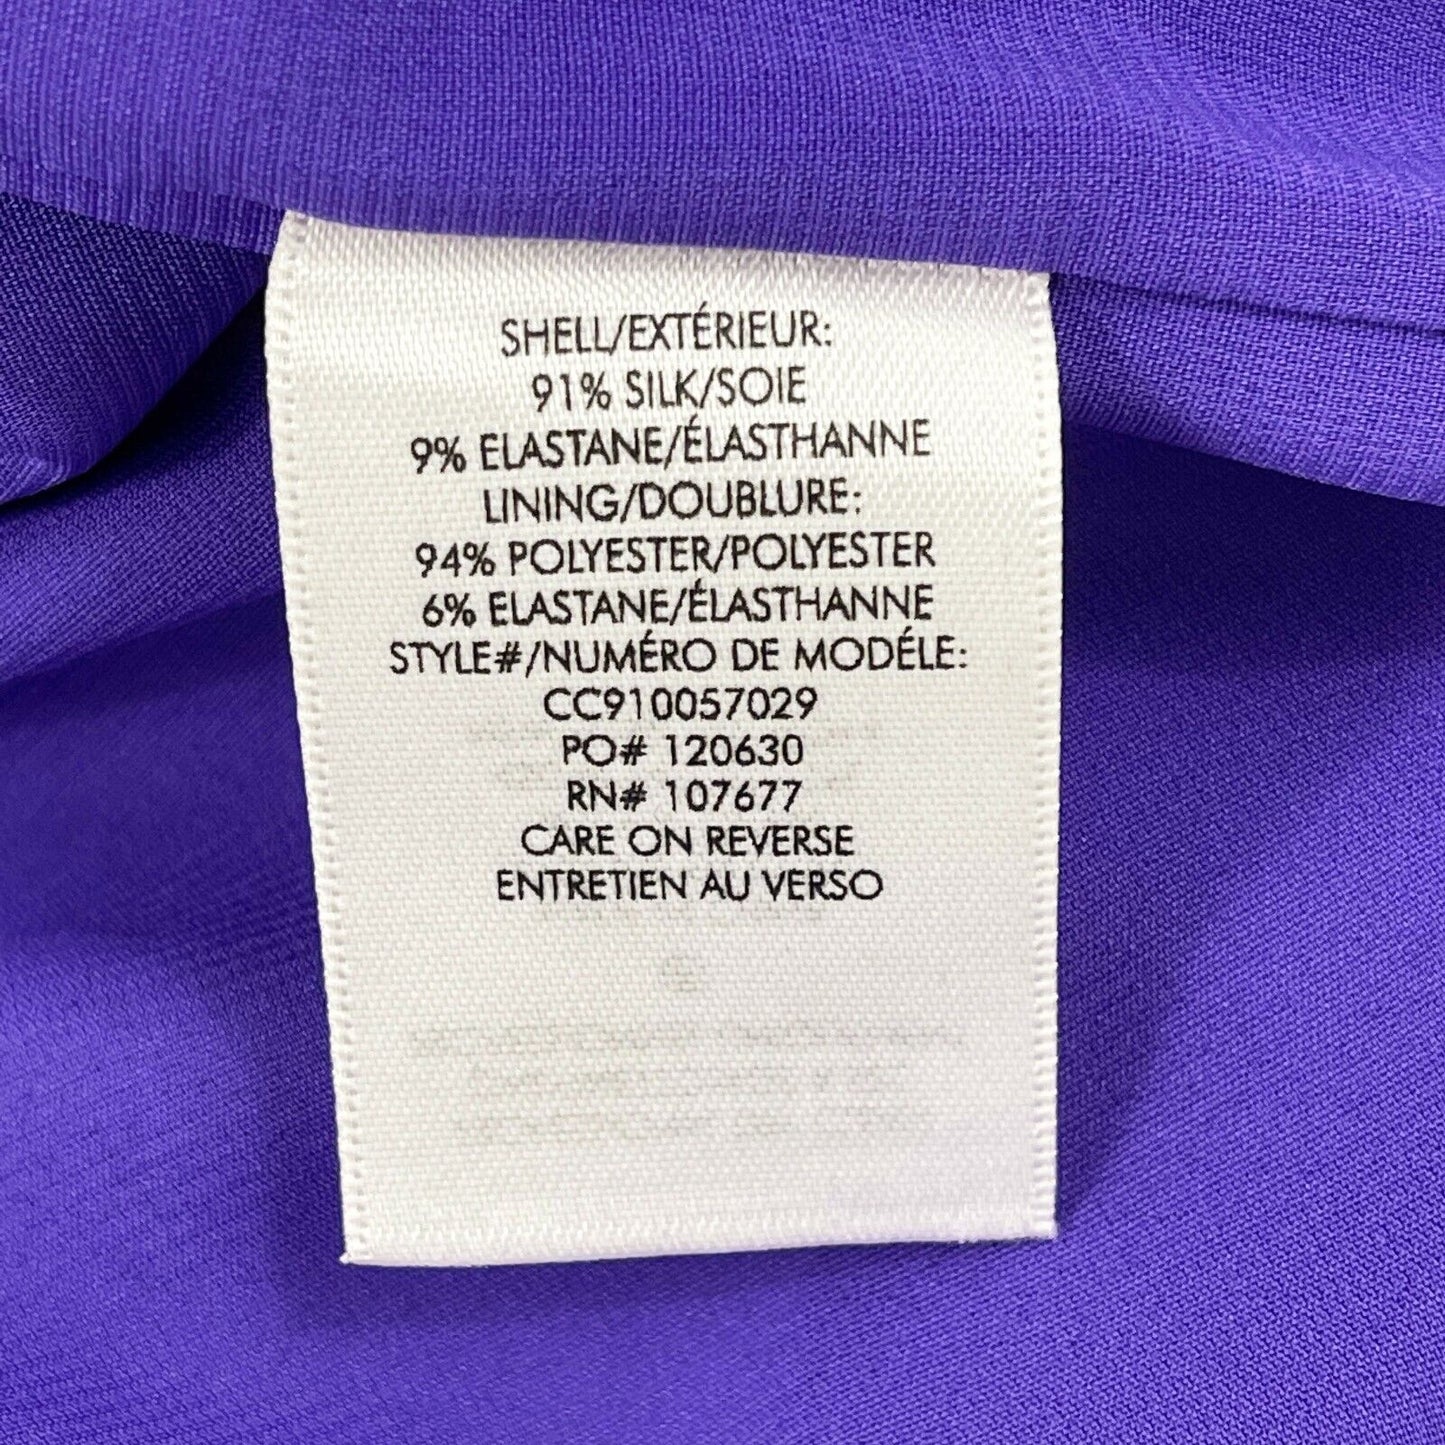 SHELL/EXTÉRIEUR:
91% SILK/SOIE
9% ELASTANE/ÉLASTHANNE
LINING/DOUBLURE:
94% POLYESTER/POLYESTER
6% ELASTANE/ÉLASTHANNE
STYLE#/NUMÉRO DE MODÉLE:
CC910057029
PO# 120630
RN# 107677
CARE ON REVERSE
ENTRETIEN AU VERSO